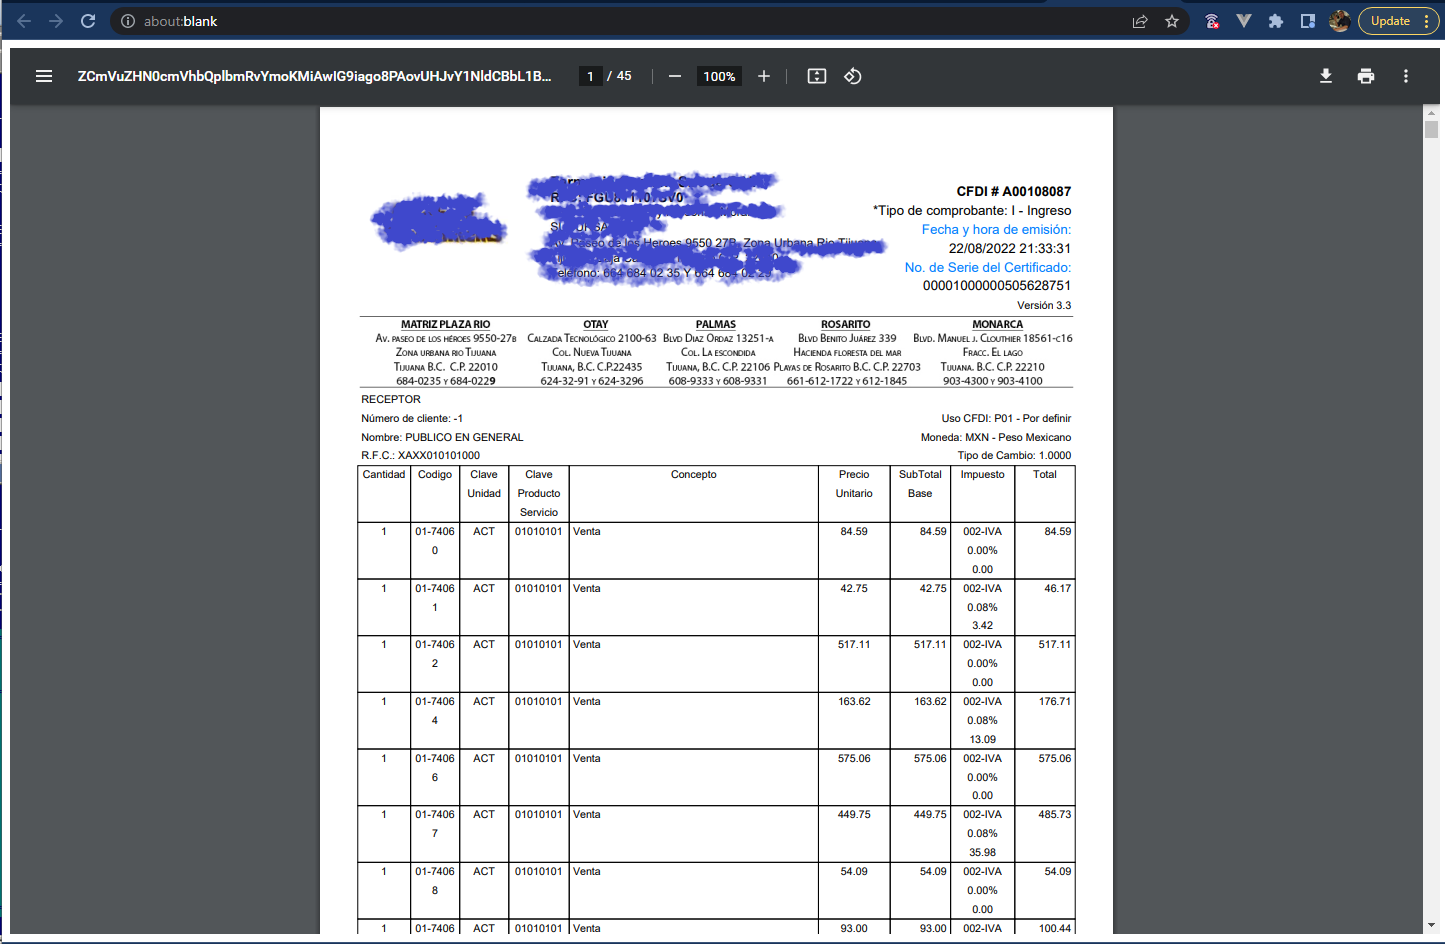 about:blank
Update
ZCmVuZHN0cmVhbQplbmRvYmoKMiAwIG9iago8PAovUHJvY1NldCBbL1B...
1 / 45
100%
CFDI # A00108087
*Tipo de comprobante: I - Ingreso
Fecha y hora de emisión:
22/08/2022 21:33:31
No. de Serie del Certificado:
00001000000505628751
Versión 3.3
MATRIZ PLAZA RIO
Av. paseo de los héroes 9550-27B
Zona urbana rio Tijuana
Tijuana B.C. C.P. 22010
684-0235 y 684-0229
OTAY
Calzada Tecnológico 2100-63
Col. Nueva Tijuana
Tijuana, B.C. C.P.22435
624-32-91 y 624-3296
PALMAS
Blvd Diaz Ordaz 13251-A
Col. La escondida
Tijuana, B.C. C.P. 22106
608-9333 y 608-9331
ROSARITO
Blvd Benito Juárez 339
Hacienda floresta del mar
Playas de Rosarito B.C. C.P. 22703
661-612-1722 y 612-1845
MONARCA
Blvd. Manuel J. Clouthier 18561-c16
Fracc. El lago
Tijuana. B.C. C.P. 22210
903-4300 y 903-4100
RECEPTOR
Número de cliente: -1
Uso CFDI: P01 - Por definir
Nombre: PUBLICO EN GENERAL
Moneda: MXN - Peso Mexicano
R.F.C.: XAXX010101000
Tipo de Cambio: 1.0000
Cantidad Codigo Clave Clave Concepto Precio SubTotal Impuesto Total
Unidad Producto Unitario Base
Servicio
1 01-7406 ACT 01010101 Venta 84.59 84.59 002-IVA 84.59
0 0.00%
0.00
1 01-7406 ACT 01010101 Venta 42.75 42.75 002-IVA 46.17
1 0.08%
3.42
1 01-7406 ACT 01010101 Venta 517.11 517.11 002-IVA 517.11
2 0.00%
0.00
1 01-7406 ACT 01010101 Venta 163.62 163.62 002-IVA 176.71
4 0.08%
13.09
1 01-7406 ACT 01010101 Venta 575.06 575.06 002-IVA 575.06
6 0.00%
0.00
1 01-7406 ACT 01010101 Venta 449.75 449.75 002-IVA 485.73
7 0.08%
35.98
1 01-7406 ACT 01010101 Venta 54.09 54.09 002-IVA 54.09
8 0.00%
0.00
1 01-7406 ACT 01010101 Venta 93.00 93.00 002-IVA 100.44